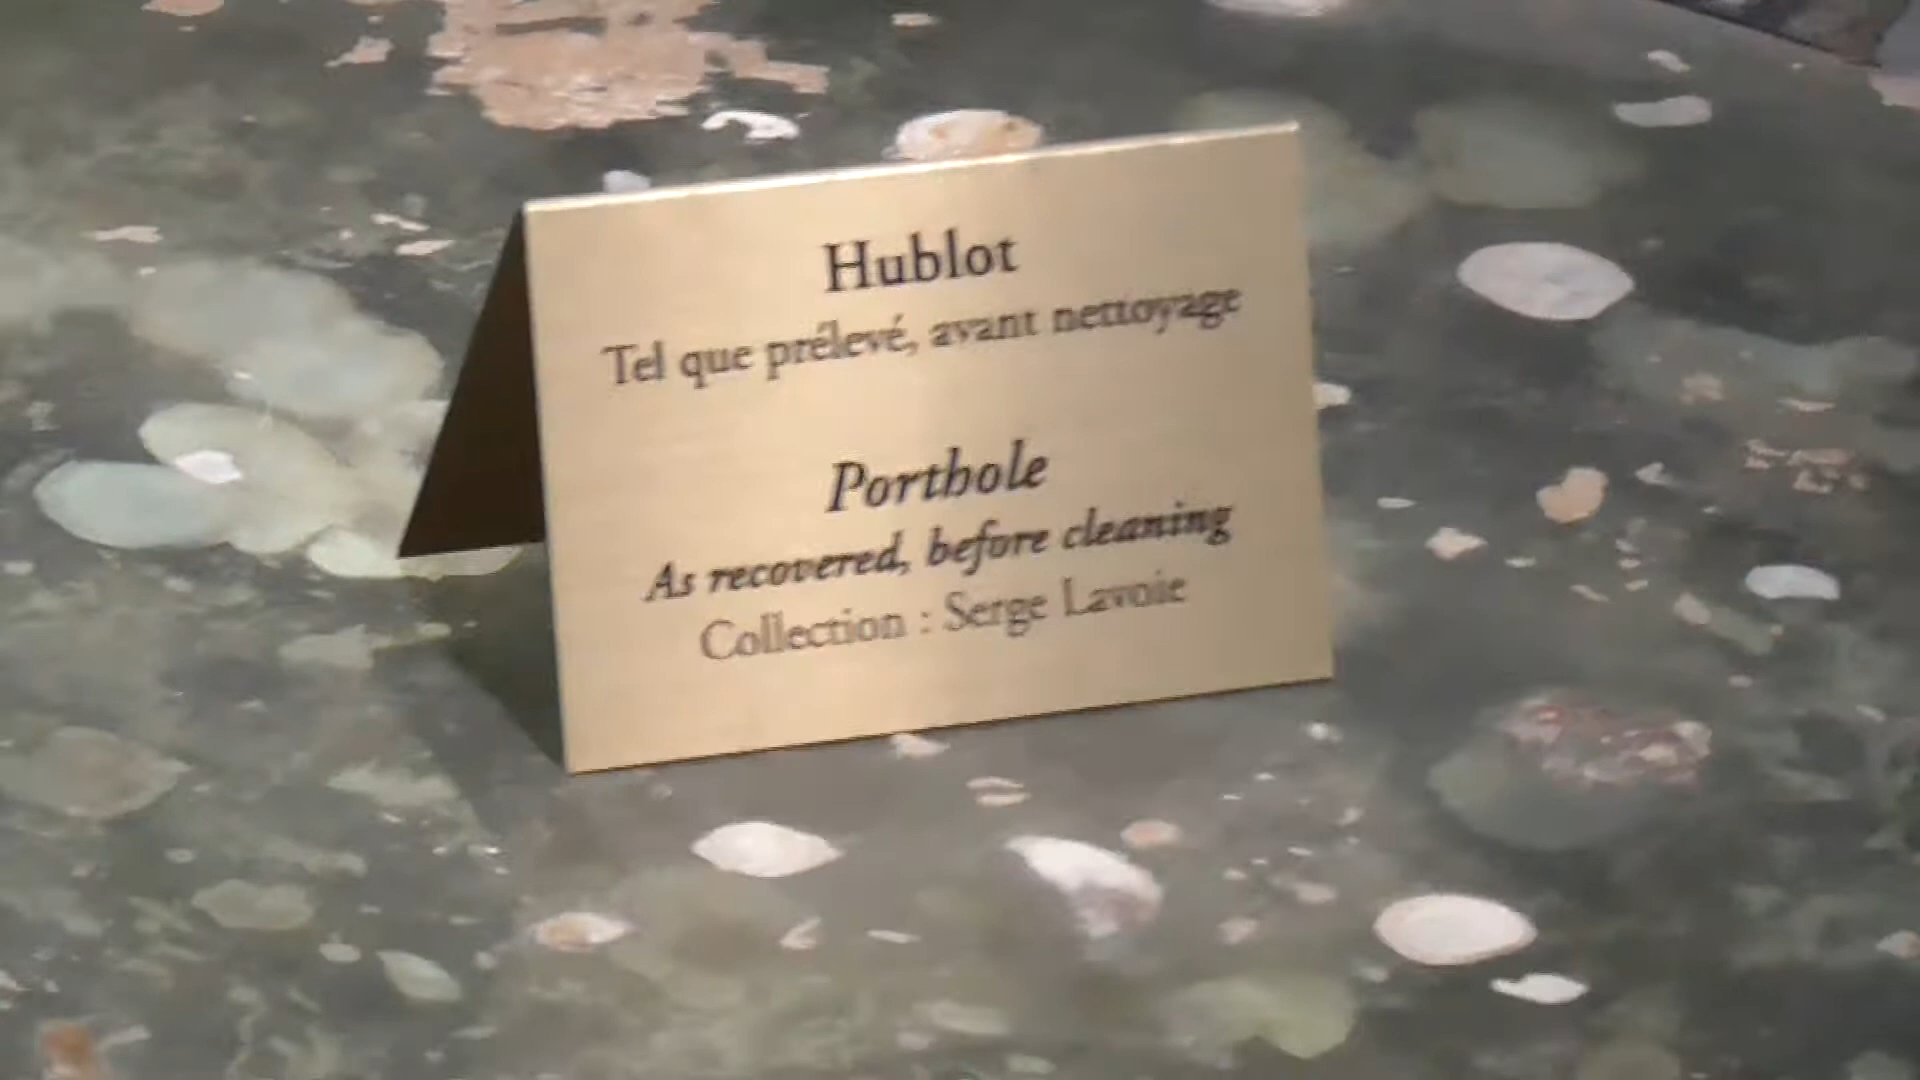 Hublot
Tel que prélevé, avant nettoyage
Porthole
As recovered, before cleaning
Collection : Serge Lavoie